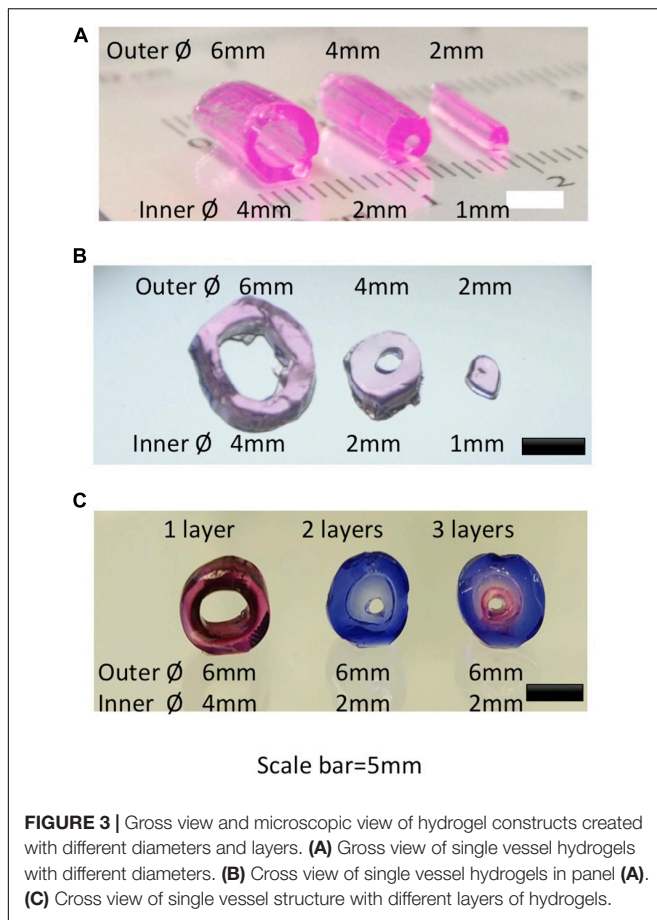 A
Outer Ø 6mm 4mm 2mm
0 1 2 3
Inner Ø 4mm 2mm 1mm
B
Outer Ø 6mm 4mm 2mm
Inner Ø 4mm 2mm 1mm
C
1 layer 2 layers 3 layers
Outer Ø 6mm 6mm 6mm
Inner Ø 4mm 2mm 2mm
Scale bar=5mm
FIGURE 3 | Gross view and microscopic view of hydrogel constructs created
with different diameters and layers. (A) Gross view of single vessel hydrogels
with different diameters. (B) Cross view of single vessel hydrogels in panel (A).
(C) Cross view of single vessel structure with different layers of hydrogels.